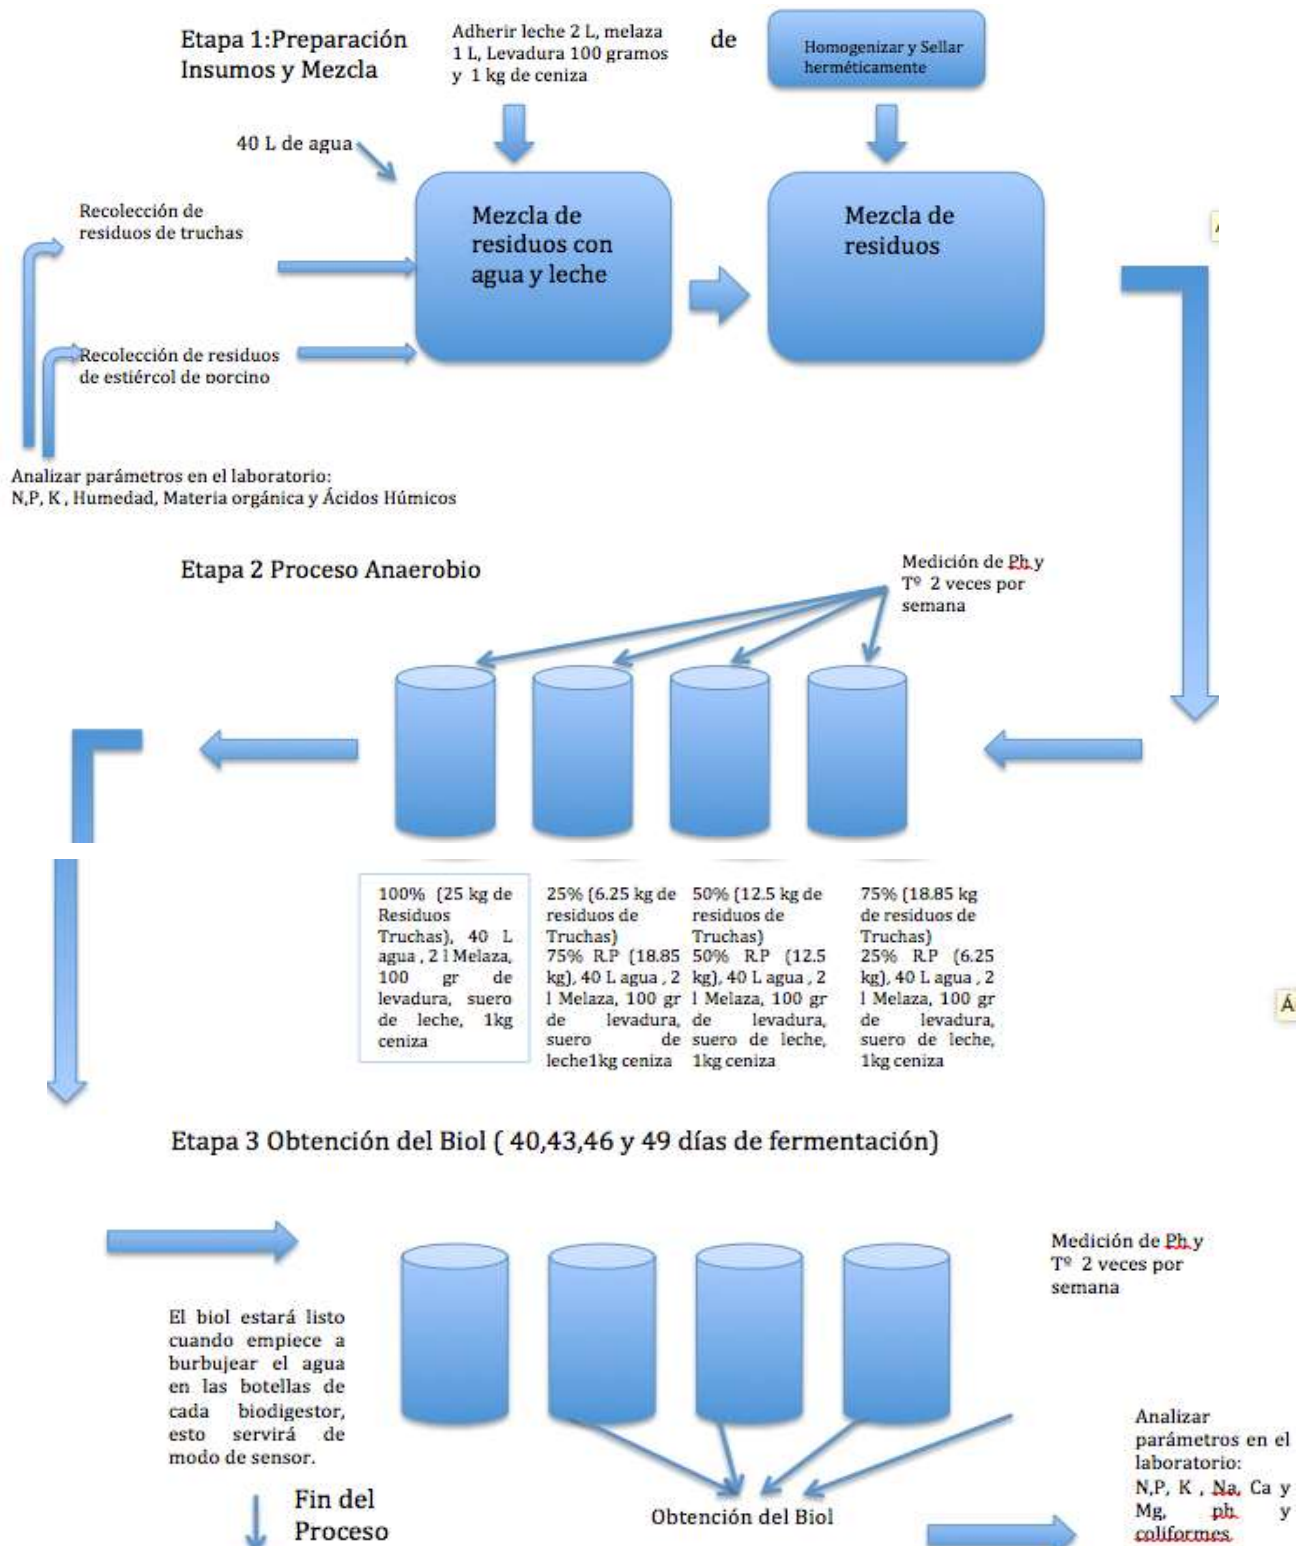 Etapa 1:Preparación de
Insumos y Mezcla
Adherir leche 2 L, melaza
1 L, Levadura 100 gramos
y 1 kg de ceniza
Homogenizar y Sellar
herméticamente
40 L de agua
Recolección de
residuos de truchas
Mezcla de
residuos con
agua y leche
Mezcla de
residuos
Recolección de residuos
de estiércol de porcino
Analizar parámetros en el laboratorio:
N,P, K , Humedad, Materia orgánica y Ácidos Húmicos
Etapa 2 Proceso Anaerobio
Medición de Ph y
Tº 2 veces por
semana
100% (25 kg de
Residuos
Truchas), 40 L
agua , 2 l Melaza,
100 gr de
levadura, suero
de leche, 1kg
ceniza
25% (6.25 kg de
residuos de
Truchas)
75% R.P (18.85
kg), 40 L agua , 2
l Melaza, 100 gr
de levadura,
suero de
leche1kg ceniza
50% (12.5 kg de
residuos de
Truchas)
50% R.P (12.5
kg), 40 L agua , 2
l Melaza, 100 gr
de levadura,
suero de leche,
1kg ceniza
75% (18.85 kg
de residuos de
Truchas)
25% R.P (6.25
kg), 40 L agua , 2
l Melaza, 100 gr
de levadura,
suero de leche,
1kg ceniza
Á
Etapa 3 Obtención del Biol ( 40,43,46 y 49 días de fermentación)
Medición de Ph y
Tº 2 veces por
semana
El biol estará listo
cuando empiece a
burbujear el agua
en las botellas de
cada biodigestor,
esto servirá de
modo de sensor.
Fin del
Proceso
Obtención del Biol
Analizar
parámetros en el
laboratorio:
N,P, K , Na, Ca y
Mg, ph y
coliformes